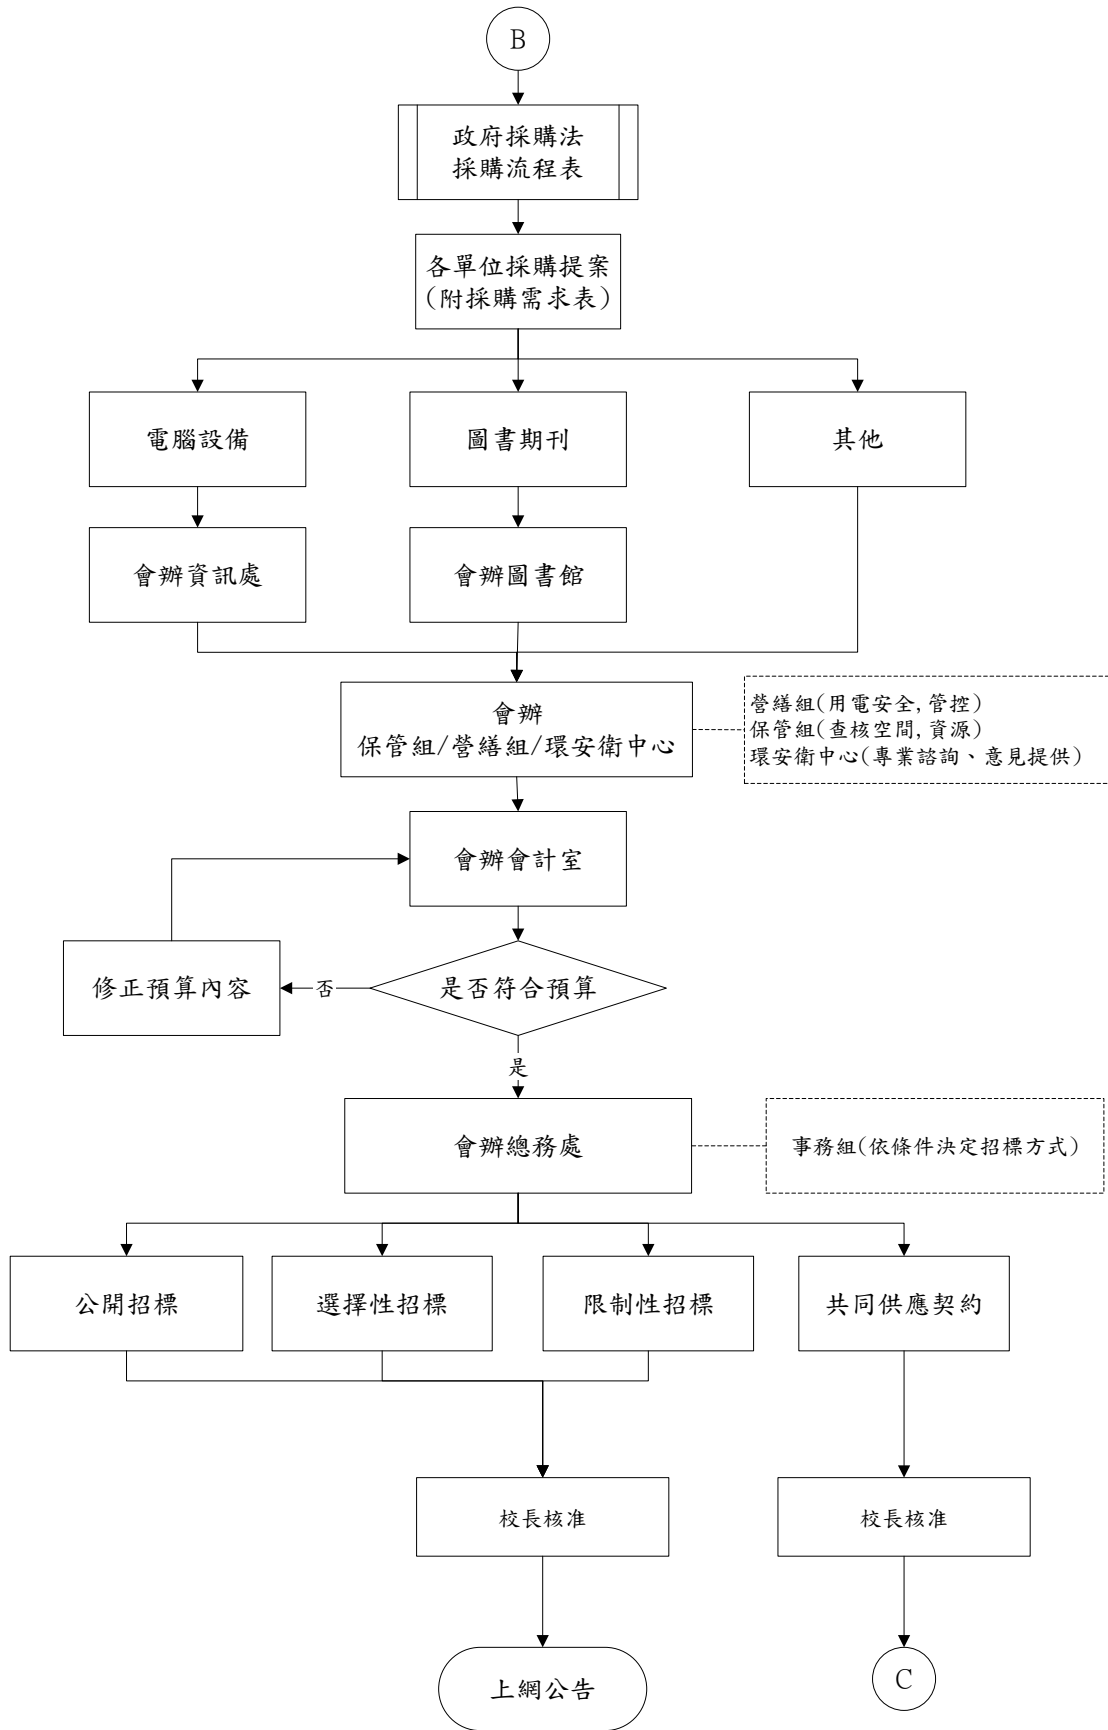 B
政府採購法
採購流程表
各單位採購提案
(附採購需求表)
電腦設備
圖書期刊
其他
會辦資訊處
會辦圖書館
會辦
保管組/營繕組/環安衛中心
營繕組(用電安全,管控)
保管組(查核空間,資源)
環安衛中心(專業諮詢、意見提供)
會辦會計室
修正預算內容
否
是否符合預算
是
會辦總務處
事務組(依條件決定招標方式)
公開招標
選擇性招標
限制性招標
共同供應契約
校長核准
校長核准
上網公告
C